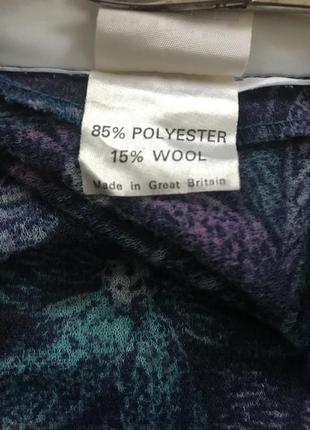 85% POLYESTER
15% WOOL
Made in Great Britain